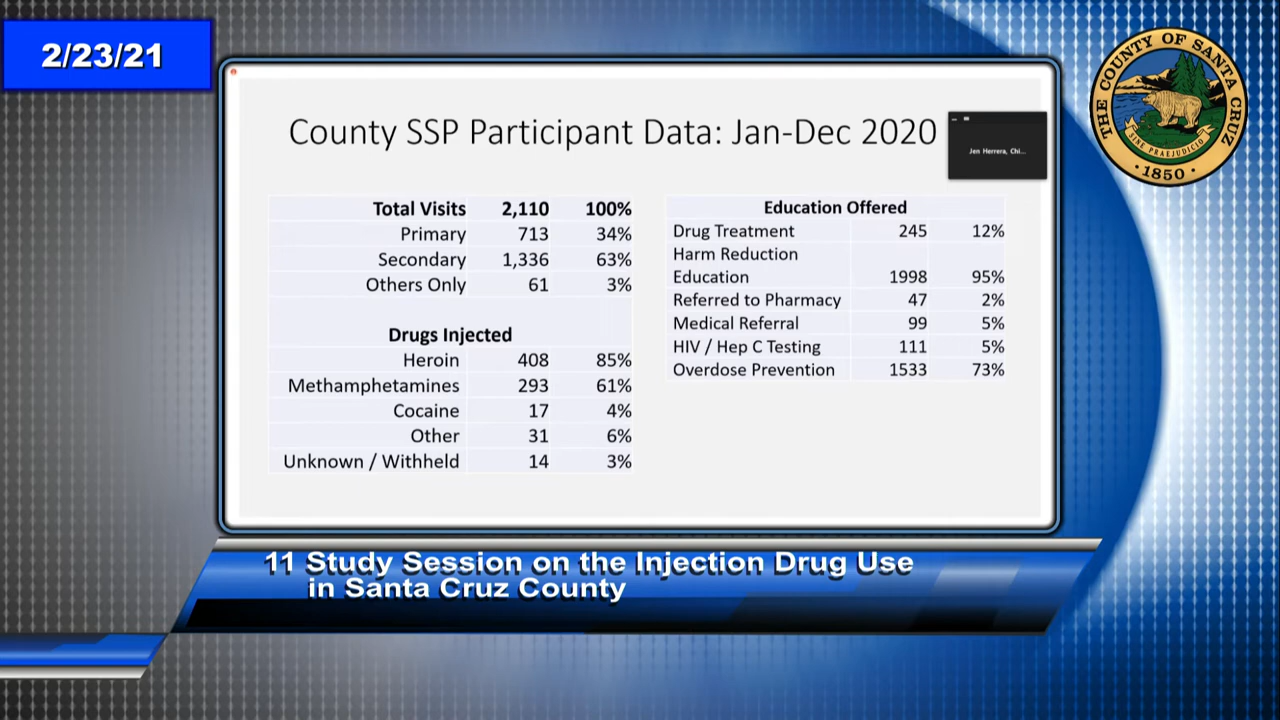 2/23/21
THE COUNTY OF SANTA CRUZ
SINE PRAEJUDICIO
• 1850 •
County SSP Participant Data: Jan-Dec 2020
Jen Herrera, Chi...
Total Visits 2,110 100%
Primary 713 34%
Secondary 1,336 63%
Others Only 61 3%
Drugs Injected
Heroin 408 85%
Methamphetamines 293 61%
Cocaine 17 4%
Other 31 6%
Unknown / Withheld 14 3%
Education Offered
Drug Treatment 245 12%
Harm Reduction
Education 1998 95%
Referred to Pharmacy 47 2%
Medical Referral 99 5%
HIV / Hep C Testing 111 5%
Overdose Prevention 1533 73%
11 Study Session on the Injection Drug Use
in Santa Cruz County